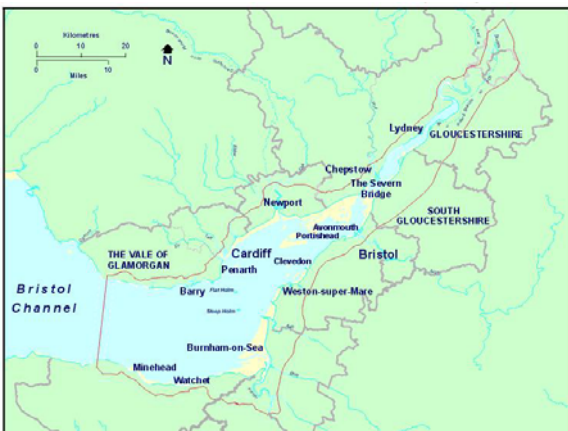 Kilometres
0 10 20
0 10
Miles
N
Lydney
GLOUCESTERSHIRE
Chepstow
The Severn
Bridge
Newport
SOUTH
GLOUCESTERSHIRE
Avonmouth
Portishead
THE VALE OF
GLAMORGAN
Cardiff
Bristol
Clevedon
Penarth
Bristol
Channel
Barry
Flat Holm
Weston-super-Mare
Steep Holm
Burnham-on-Sea
Minehead
Watchet